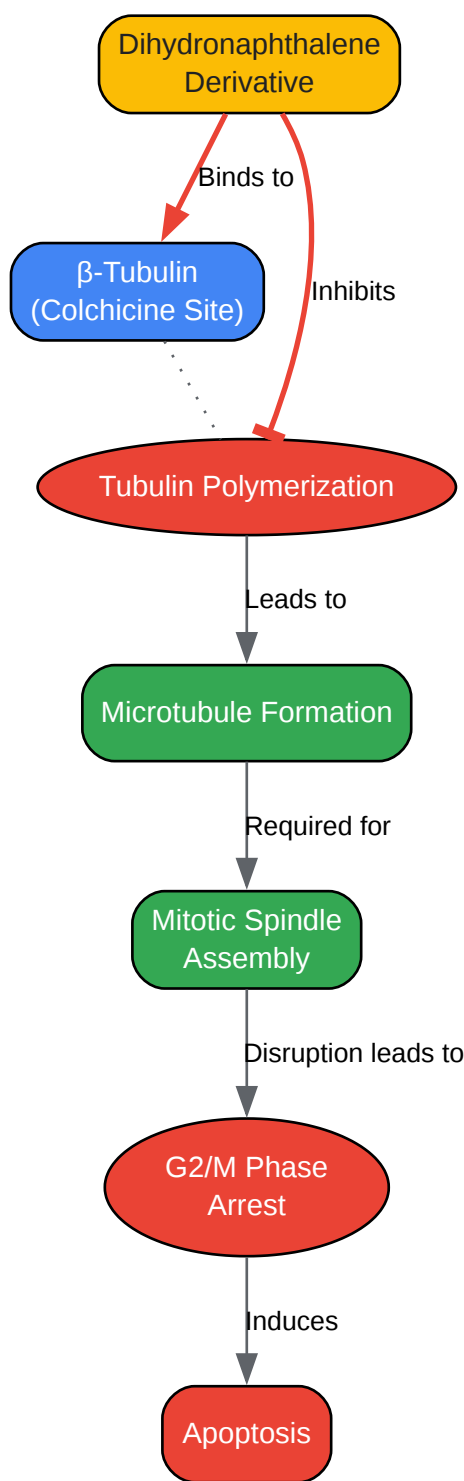 Dihydronaphthalene
Derivative
Binds to
β-Tubulin
(Colchicine Site)
Inhibits
Tubulin Polymerization
Leads to
Microtubule Formation
Required for
Mitotic Spindle
Assembly
Disruption leads to
G2/M Phase
Arrest
Induces
Apoptosis